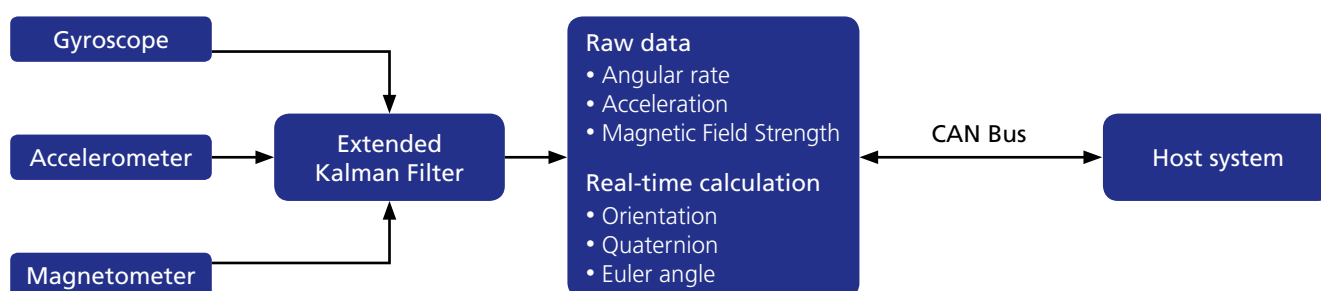 Gyroscope
Accelerometer
Magnetometer
Extended
Kalman Filter
Raw data
• Angular rate
• Acceleration
• Magnetic Field Strength
Real-time calculation
• Orientation
• Quaternion
• Euler angle
CAN Bus
Host system